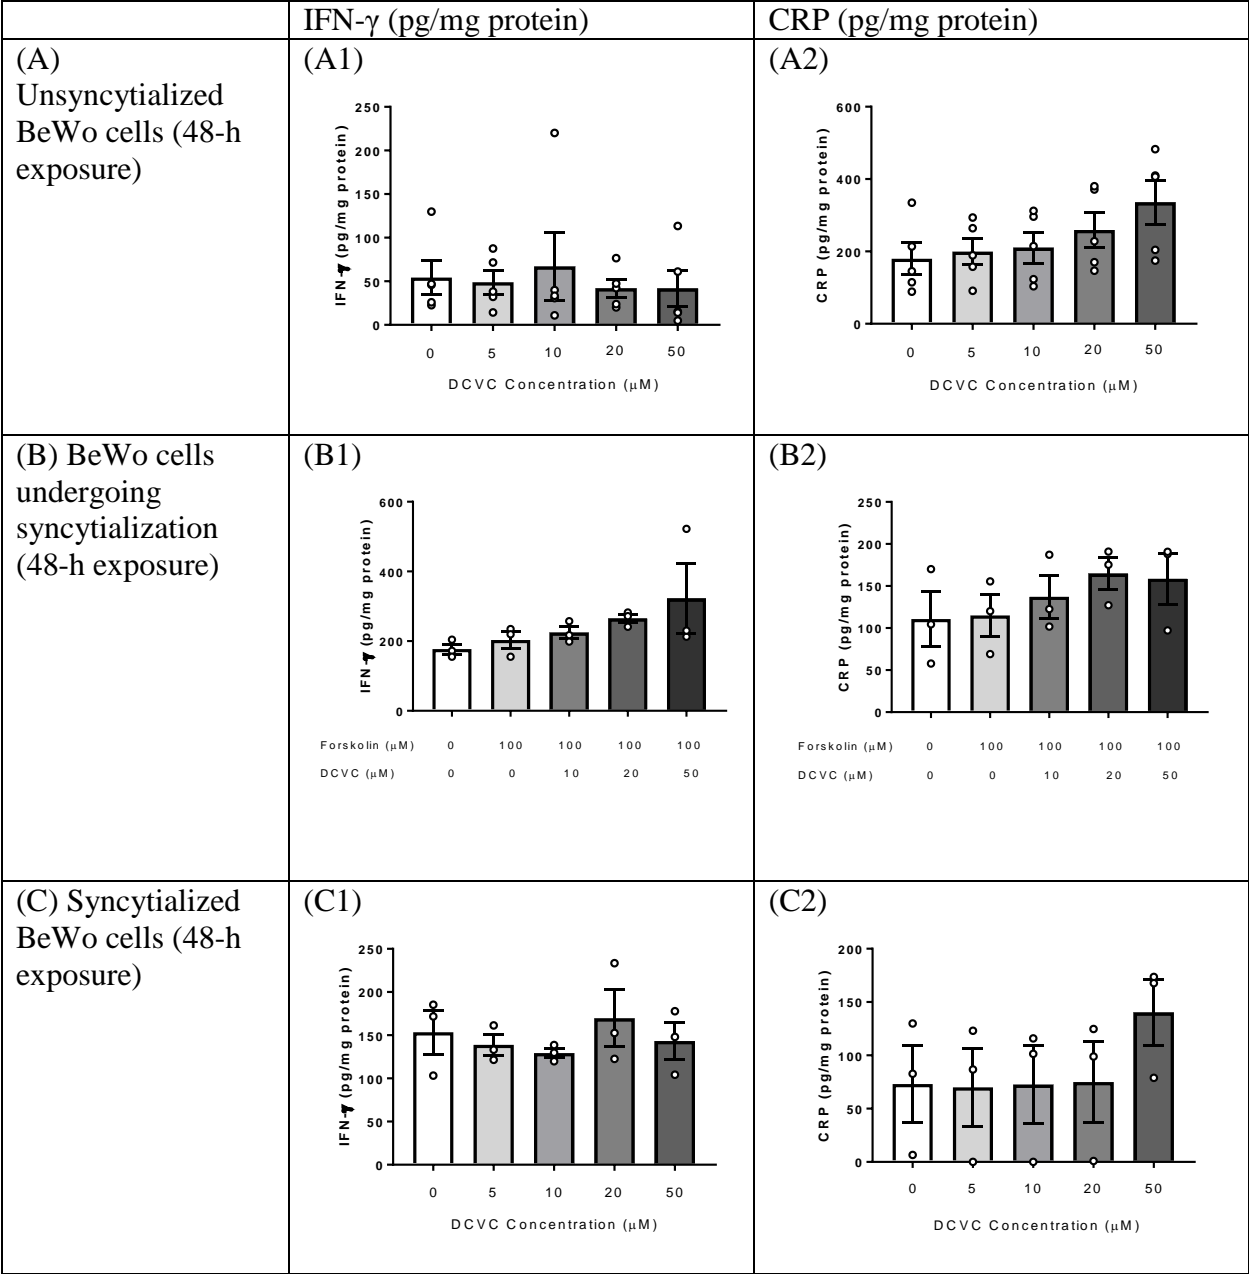 IFN-γ (pg/mg protein)
CRP (pg/mg protein)
(A)
Unsyncytialized
BeWo cells (48-h
exposure)
(A1)
250
200
150
100
50
0
IFN-γ (pg/mg protein)
0 5 10 20 50
DCVC Concentration (μM)
(A2)
600
400
200
0
CRP (pg/mg protein)
0 5 10 20 50
DCVC Concentration (μM)
(B) BeWo cells
undergoing
syncytialization
(48-h exposure)
(B1)
600
400
200
0
IFN-γ (pg/mg protein)
Forskolin (μM) 0 100 100 100 100
DCVC (μM) 0 0 10 20 50
(B2)
250
200
150
100
50
0
CRP (pg/mg protein)
Forskolin (μM) 0 100 100 100 100
DCVC (μM) 0 0 10 20 50
(C) Syncytialized
BeWo cells (48-h
exposure)
(C1)
250
200
150
100
50
0
IFN-γ (pg/mg protein)
0 5 10 20 50
DCVC Concentration (μM)
(C2)
200
150
100
50
0
CRP (pg/mg protein)
0 5 10 20 50
DCVC Concentration (μM)